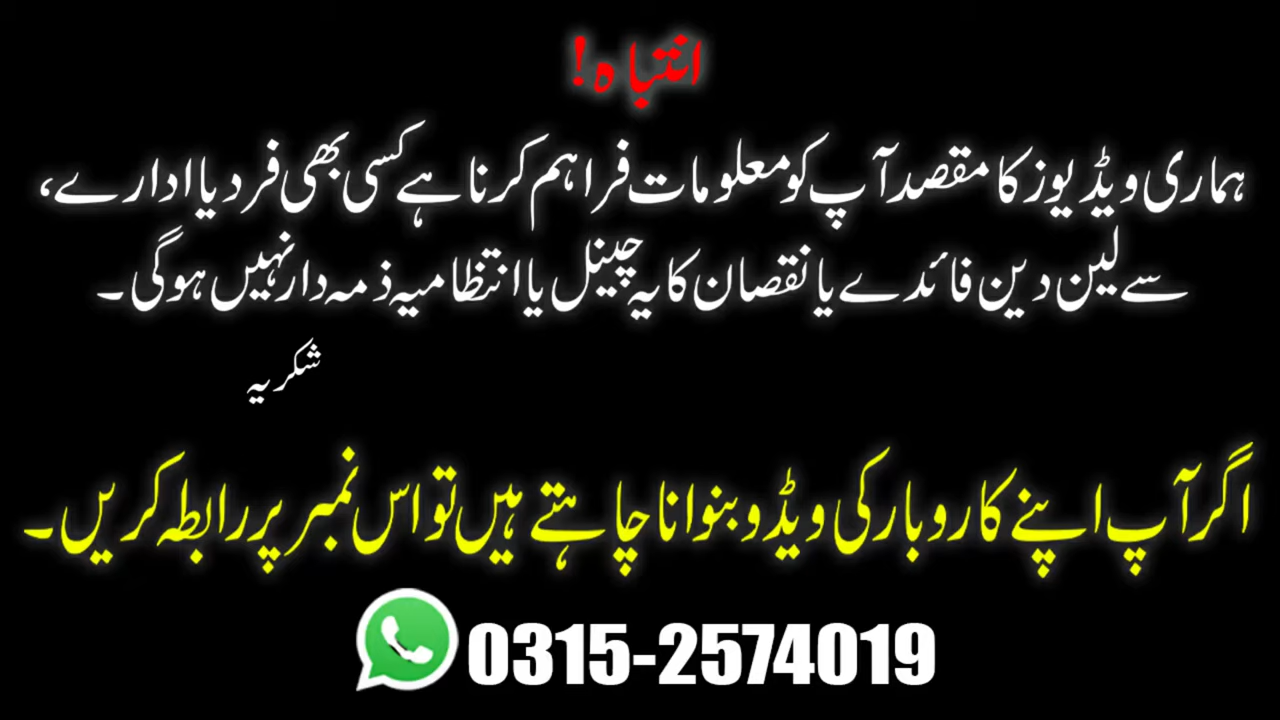 انتباہ!
ہماری ویڈیوز کا مقصد آپ کو معلومات فراہم کرنا ہے کسی بھی فرد یا ادارے،
سے لین دین فائدے یا نقصان کا یہ چینل یا انتظامیہ ذمہ دار نہیں ہوگی۔
شکریہ
اگر آپ اپنے کاروبار کی ویڈو بنوانا چاہتے ہیں تو اس نمبر پر رابطہ کریں۔
0315-2574019